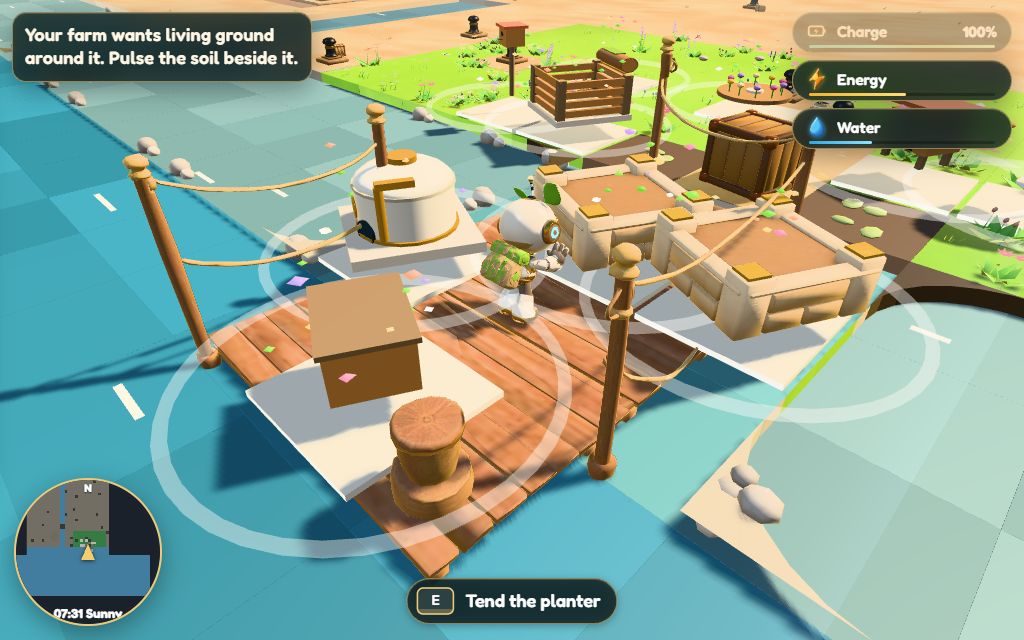 Your farm wants living ground
around it. Pulse the soil beside it.
Charge 100%
Energy
Water
N
07:31 Sunny
E Tend the planter